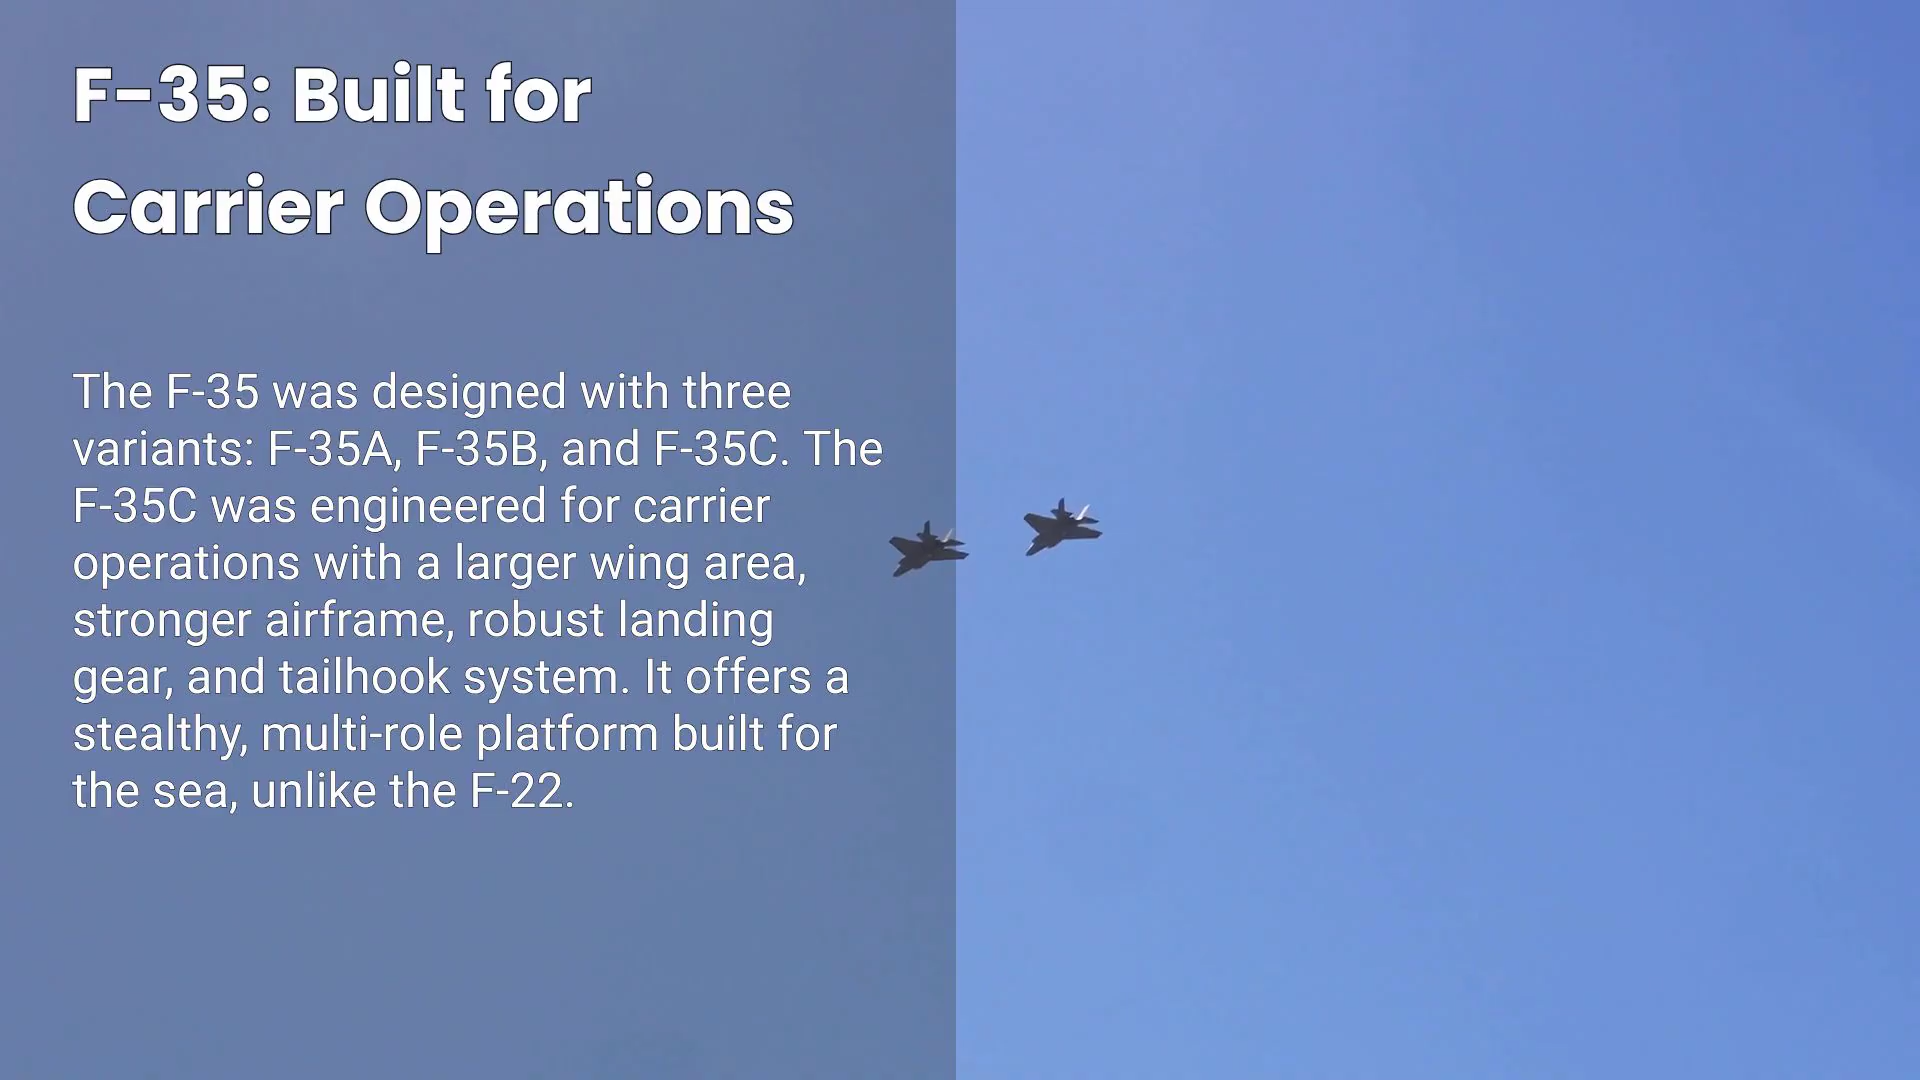 F-35: Built for
Carrier Operations
The F-35 was designed with three
variants: F-35A, F-35B, and F-35C. The
F-35C was engineered for carrier
operations with a larger wing area,
stronger airframe, robust landing
gear, and tailhook system. It offers a
stealthy, multi-role platform built for
the sea, unlike the F-22.